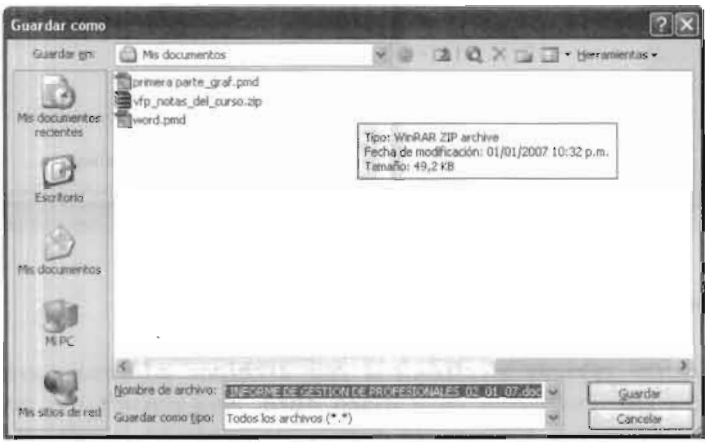 Guardar como
Guardar en:
Mis documentos
Herramientas
primera parte_graf.pmd
vfp_notas_del_curso.zip
word.pmd
Tipo: WinRAR ZIP archive
Fecha de modificación: 01/01/2007 10:32 p.m.
Tamaño: 49,2 KB
Mis documentos
recientes
Escritorio
Mis documentos
Mi PC
Mis sitios de red
Nombre de archivo: INFORME DE GESTION DE PROFESIONALES_02_01_07.doc
Guardar
Guardar como tipo: Todos los archivos (*.*)
Cancelar